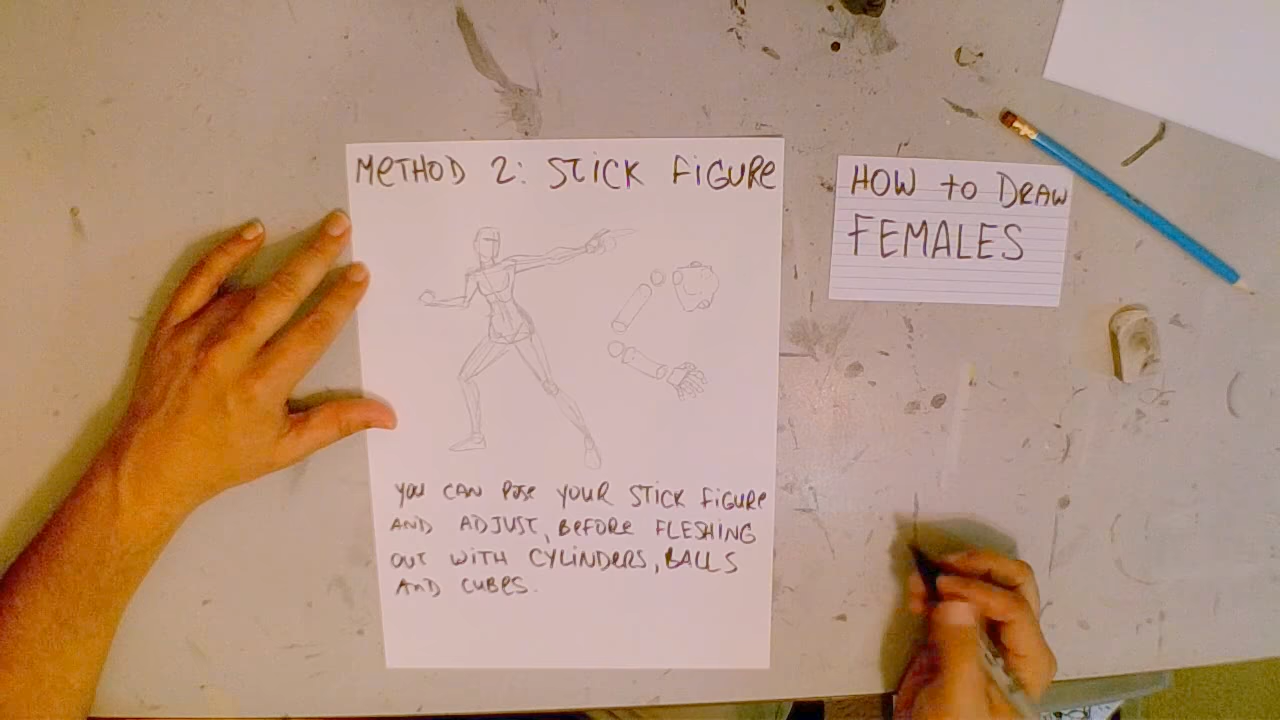 METHOD 2: STICK FIGURE
HOW to DRAW
FEMALES
YOU CAN POSE YOUR STICK FIGURE
AND ADJUST, BEFORE FLESHING
OUT WITH CYLINDERS, BALLS
AND CUBES.